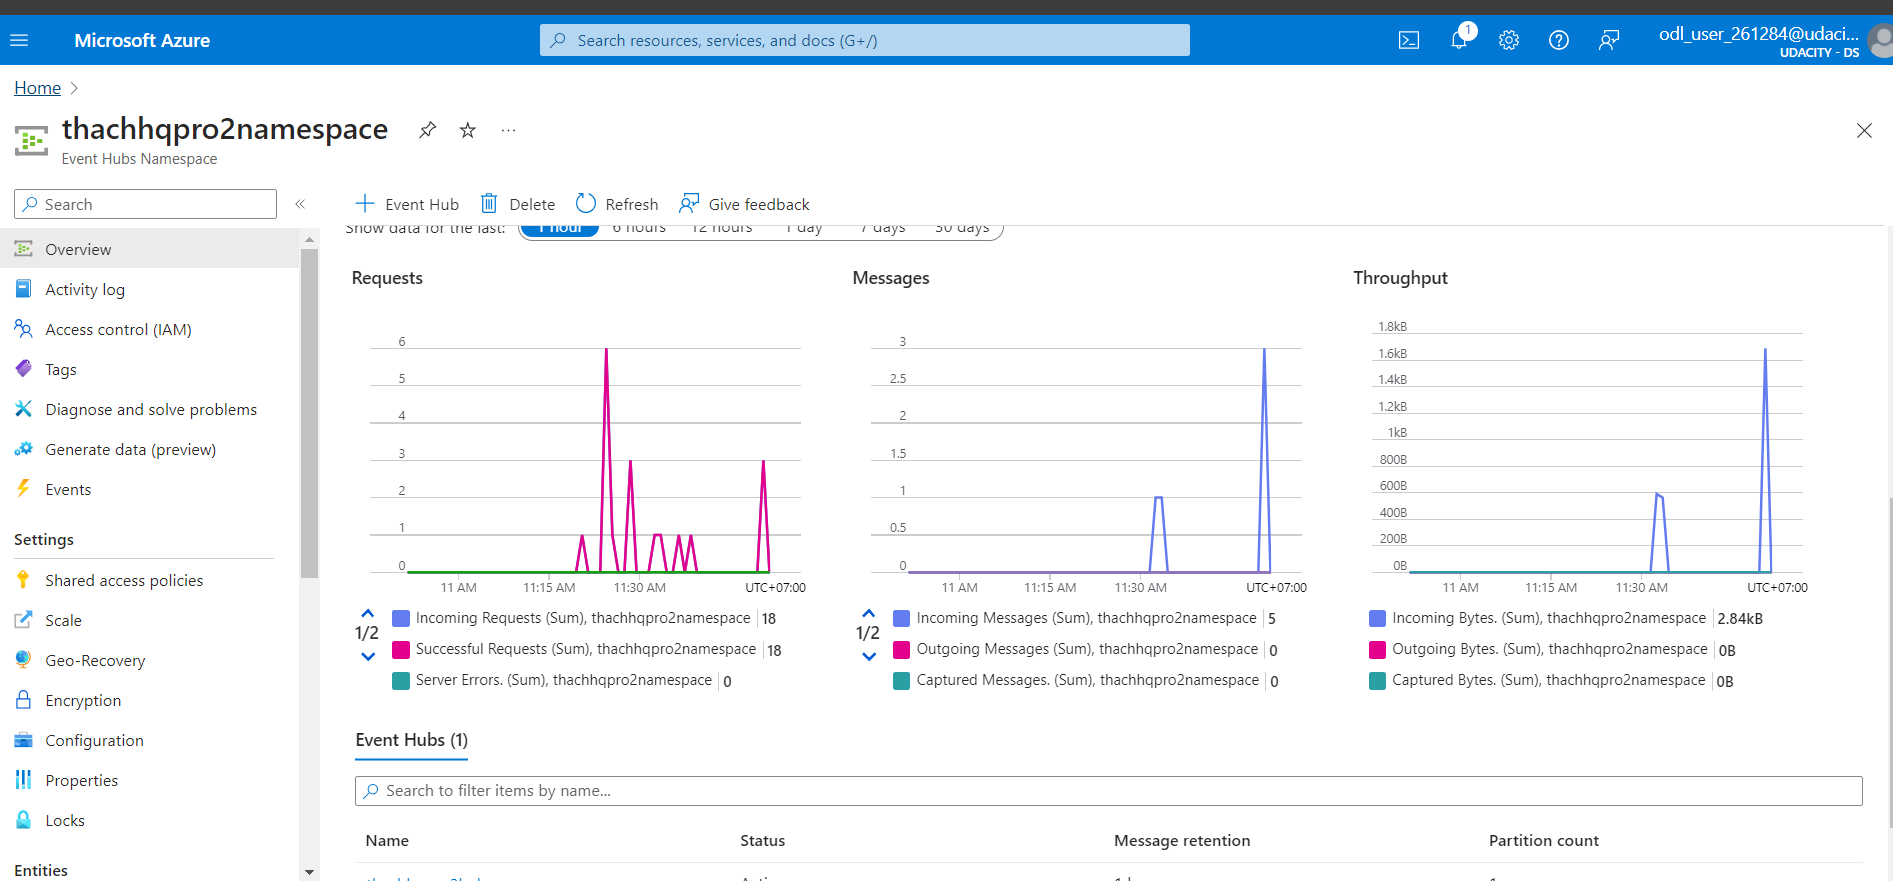 Microsoft Azure
Search resources, services, and docs (G+/)
1
odl_user_261284@udaci...
UDACITY - DS
Home
thachhqpro2namespace
...
Event Hubs Namespace
Search
«
Event Hub
Delete
Refresh
Give feedback
Show data for the last:
1 hour
6 hours
12 hours
1 day
7 days
30 days
Overview
Activity log
Access control (IAM)
Tags
Diagnose and solve problems
Generate data (preview)
Events
Settings
Shared access policies
Scale
Geo-Recovery
Encryption
Configuration
Properties
Locks
Entities
Requests
6
5
4
3
2
1
0
11 AM
11:15 AM
11:30 AM
UTC+07:00
1/2
Incoming Requests (Sum), thachhqpro2namespace 18
Successful Requests (Sum), thachhqpro2namespace 18
Server Errors. (Sum), thachhqpro2namespace 0
Messages
3
2.5
2
1.5
1
0.5
0
11 AM
11:15 AM
11:30 AM
UTC+07:00
1/2
Incoming Messages (Sum), thachhqpro2namespace 5
Outgoing Messages (Sum), thachhqpro2namespace 0
Captured Messages. (Sum), thachhqpro2namespace 0
Throughput
1.8kB
1.6kB
1.4kB
1.2kB
1kB
800B
600B
400B
200B
0B
11 AM
11:15 AM
11:30 AM
UTC+07:00
Incoming Bytes. (Sum), thachhqpro2namespace 2.84kB
Outgoing Bytes. (Sum), thachhqpro2namespace 0B
Captured Bytes. (Sum), thachhqpro2namespace 0B
Event Hubs (1)
Search to filter items by name...
Name
Status
Message retention
Partition count